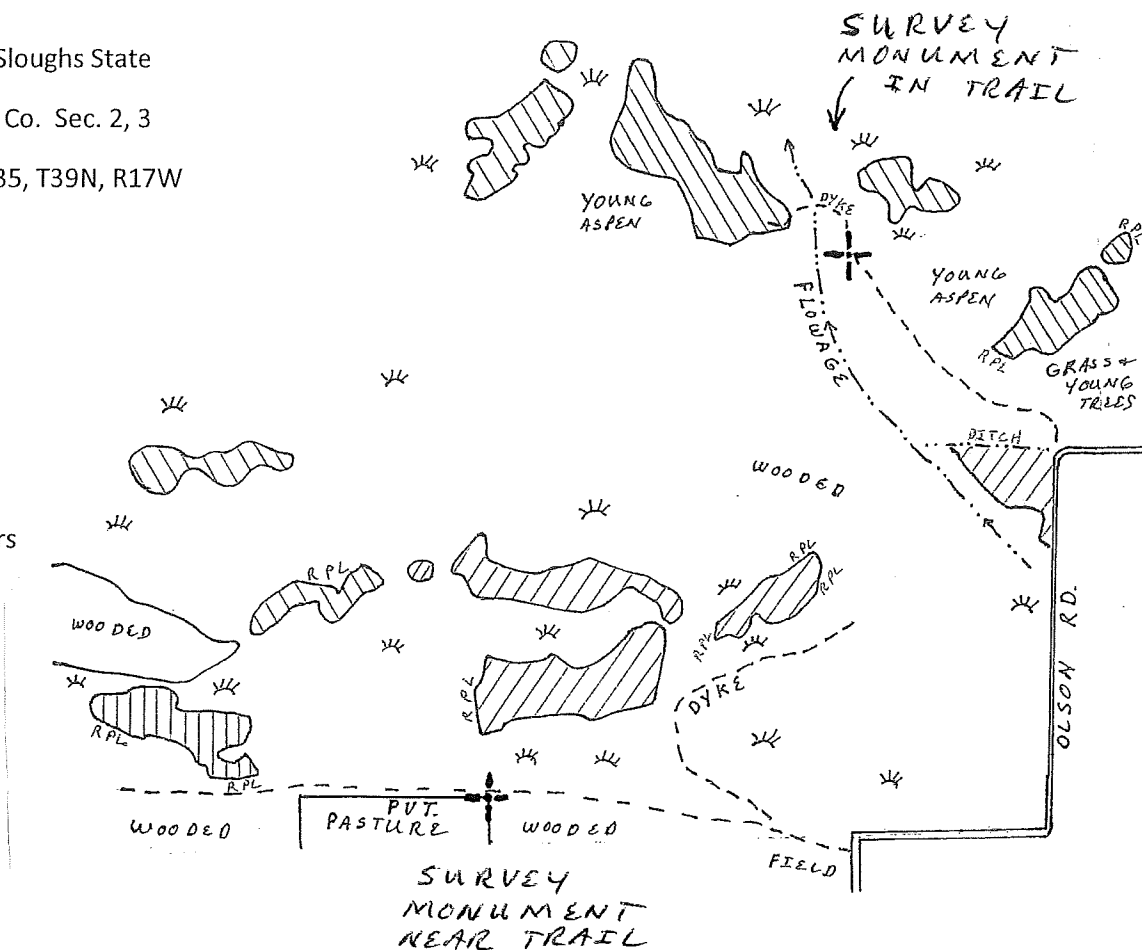 Sloughs State
Co. Sec. 2, 3
35, T39N, R17W
SURVEY
MONUMENT
IN TRAIL
YOUNG
ASPEN
DYKE
RPL
YOUNG
ASPEN
FLOWAGE
RPL
GRASS &
YOUNG
TREES
DITCH
WOODED
rs
RPL
RPL
RPL
WOODED
RPL
RPL
DYKE
OLSON RD.
RPL
RPL
WOODED
PVT.
PASTURE
WOODED
FIELD
SURVEY
MONUMENT
NEAR TRAIL